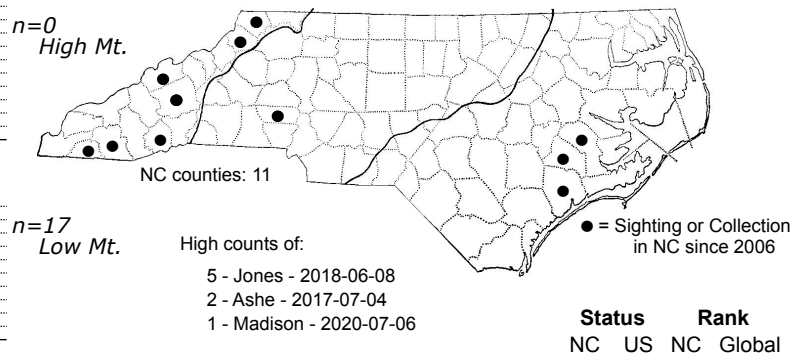 n=0
High Mt.
NC counties: 11
n=17
Low Mt.
High counts of:
5 - Jones - 2018-06-08
2 - Ashe - 2017-07-04
1 - Madison - 2020-07-06
● = Sighting or Collection
in NC since 2006
Status Rank
NC US NC Global